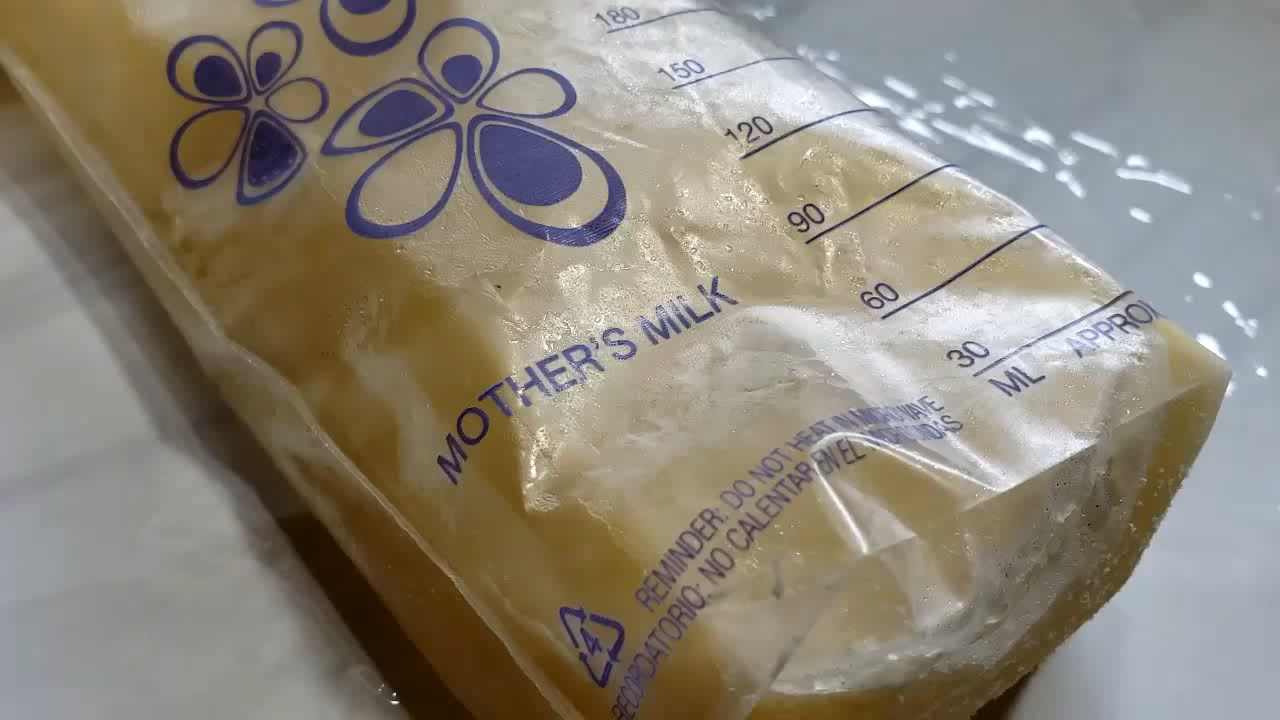 180
150
120
90
60
30
ML APPROX
MOTHER'S MILK
REMINDER: DO NOT HEAT IN MICROWAVE
RECORDATORIO: NO CALENTAR EN EL
4